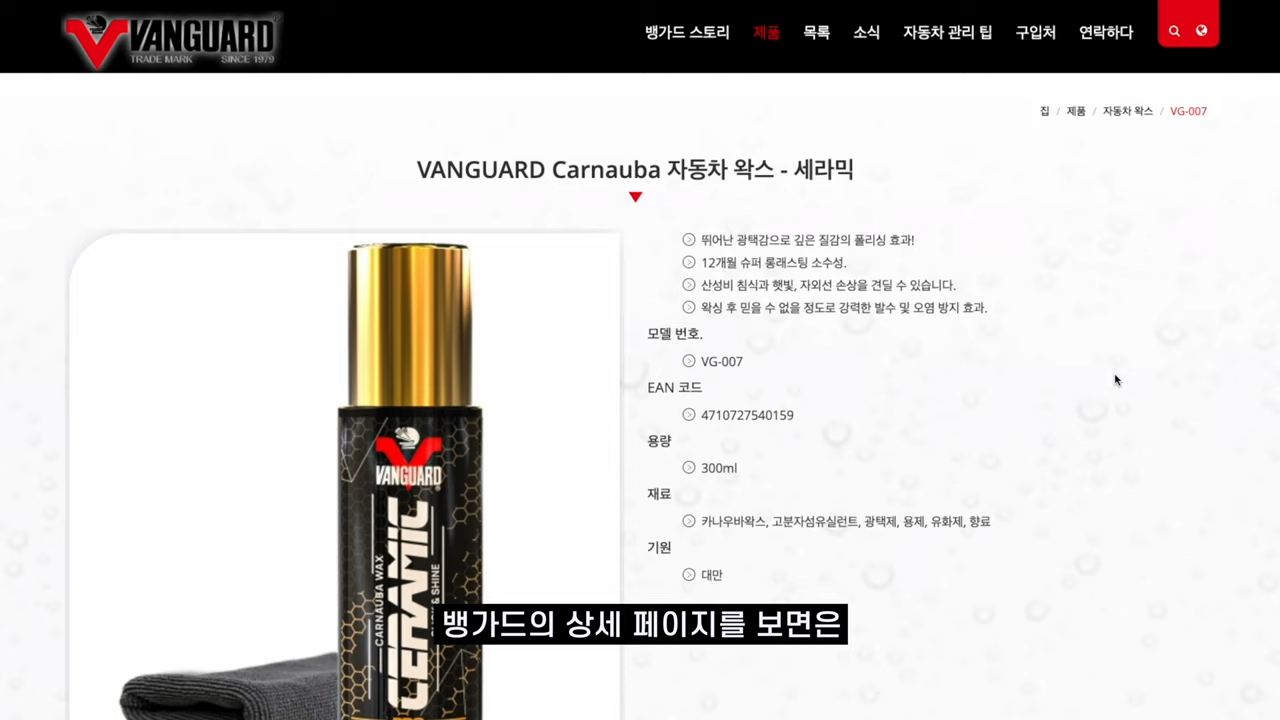 VANGUARD
TRADE MARK SINCE 1979
뱅가드 스토리 제품 목록 소식 자동차 관리 팁 구입처 연락하다
집 / 제품 / 자동차 왁스 / VG-007
VANGUARD Carnauba 자동차 왁스 - 세라믹
뛰어난 광택감으로 깊은 질감의 폴리싱 효과!
12개월 슈퍼 롱래스팅 소수성.
산성비 침식과 햇빛, 자외선 손상을 견딜 수 있습니다.
왁싱 후 믿을 수 없을 정도로 강력한 발수 및 오염 방지 효과.
모델 번호.
VG-007
EAN 코드
4710727540159
용량
300ml
재료
카나우바왁스, 고분자섬유실런트, 광택제, 용제, 유화제, 향료
기원
대만
VANGUARD
CARNAUBA WAX
CERAMIC
& SHINE
뱅가드의 상세 페이지를 보면은